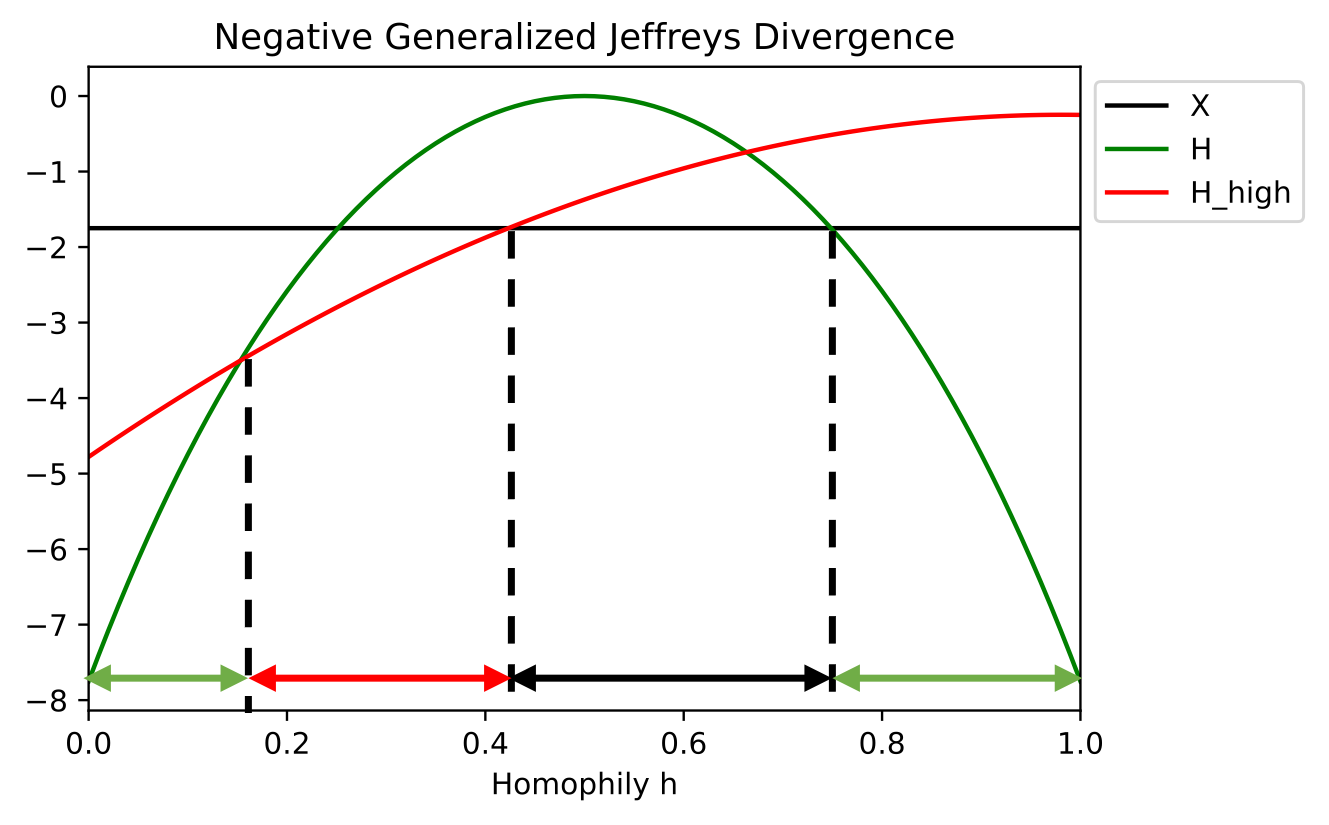 Negative Generalized Jeffreys Divergence
0
−1
−2
−3
−4
−5
−6
−7
−8
0.0 0.2 0.4 0.6 0.8 1.0
Homophily h
X
H
H_high